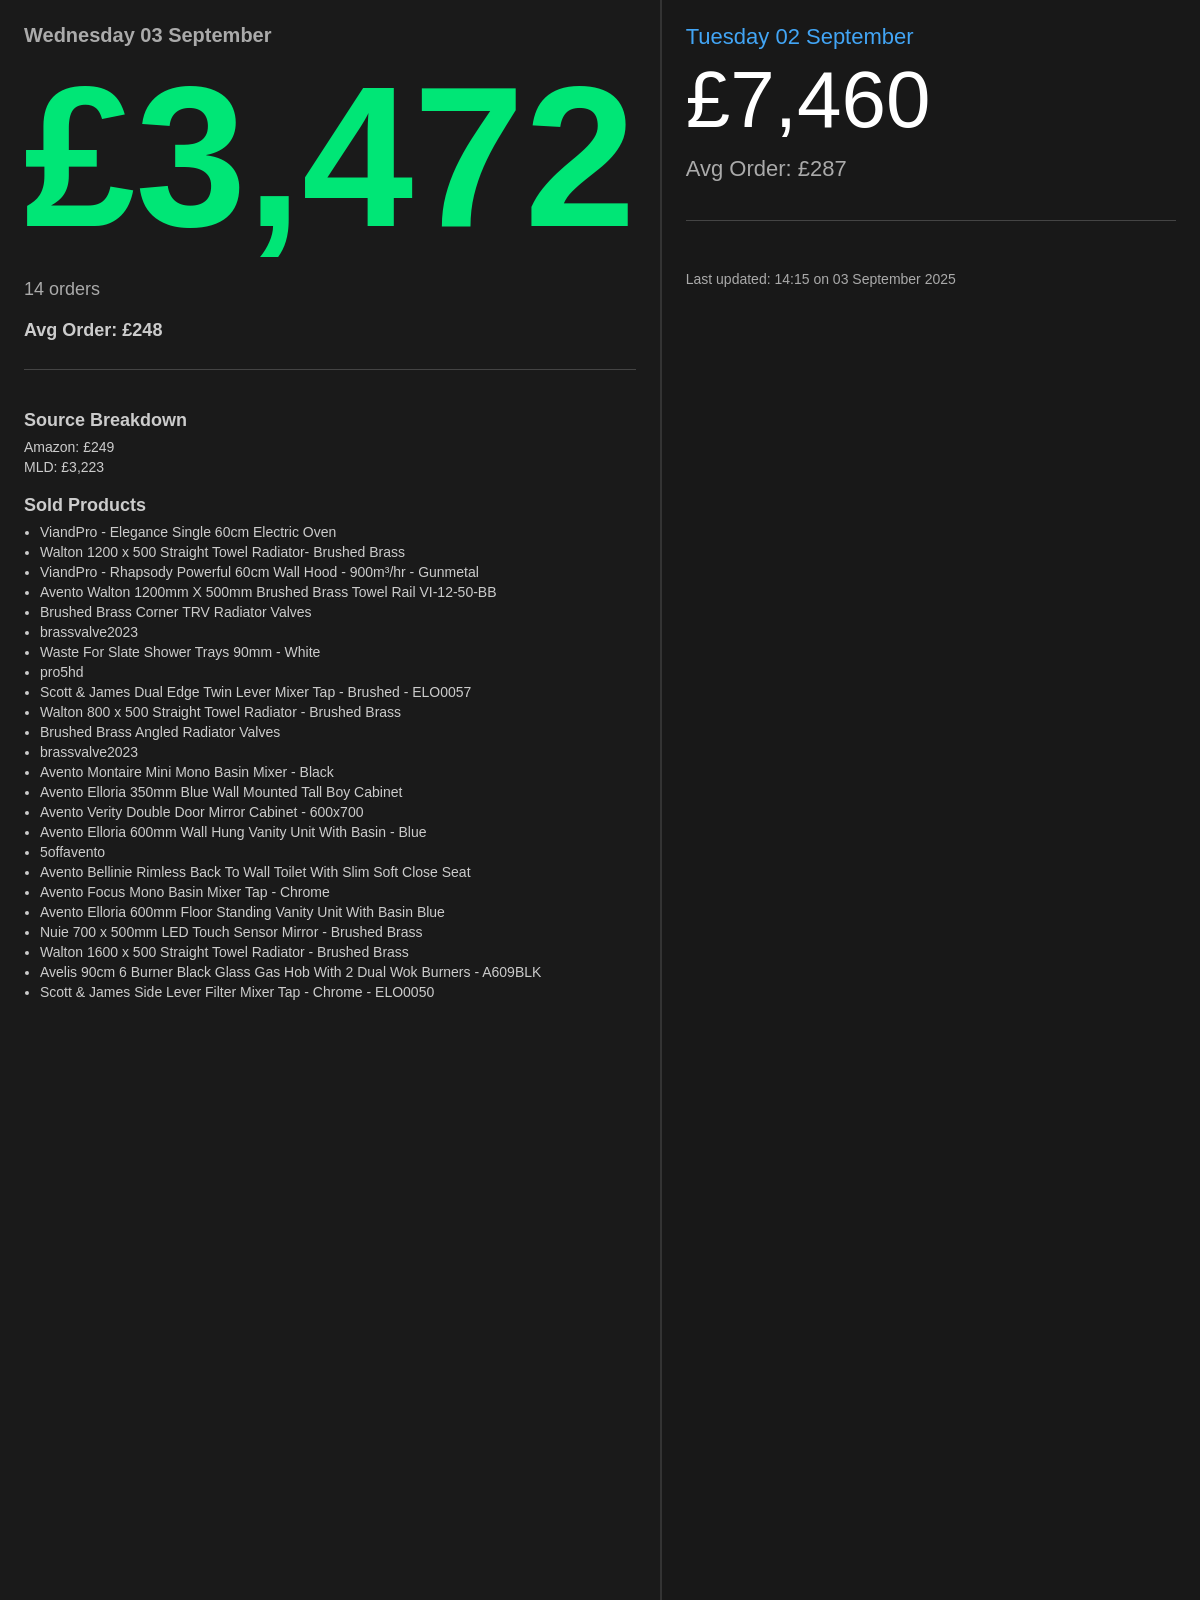 Wednesday 03 September
£3,472
14 orders
Avg Order: £248
Source Breakdown
Amazon: £249
MLD: £3,223
Sold Products
• ViandPro - Elegance Single 60cm Electric Oven
• Walton 1200 x 500 Straight Towel Radiator- Brushed Brass
• ViandPro - Rhapsody Powerful 60cm Wall Hood - 900m³/hr - Gunmetal
• Avento Walton 1200mm X 500mm Brushed Brass Towel Rail VI-12-50-BB
• Brushed Brass Corner TRV Radiator Valves
• brassvalve2023
• Waste For Slate Shower Trays 90mm - White
• pro5hd
• Scott & James Dual Edge Twin Lever Mixer Tap - Brushed - ELO0057
• Walton 800 x 500 Straight Towel Radiator - Brushed Brass
• Brushed Brass Angled Radiator Valves
• brassvalve2023
• Avento Montaire Mini Mono Basin Mixer - Black
• Avento Elloria 350mm Blue Wall Mounted Tall Boy Cabinet
• Avento Verity Double Door Mirror Cabinet - 600x700
• Avento Elloria 600mm Wall Hung Vanity Unit With Basin - Blue
• 5offavento
• Avento Bellinie Rimless Back To Wall Toilet With Slim Soft Close Seat
• Avento Focus Mono Basin Mixer Tap - Chrome
• Avento Elloria 600mm Floor Standing Vanity Unit With Basin Blue
• Nuie 700 x 500mm LED Touch Sensor Mirror - Brushed Brass
• Walton 1600 x 500 Straight Towel Radiator - Brushed Brass
• Avelis 90cm 6 Burner Black Glass Gas Hob With 2 Dual Wok Burners - A609BLK
• Scott & James Side Lever Filter Mixer Tap - Chrome - ELO0050
Tuesday 02 September
£7,460
Avg Order: £287
Last updated: 14:15 on 03 September 2025